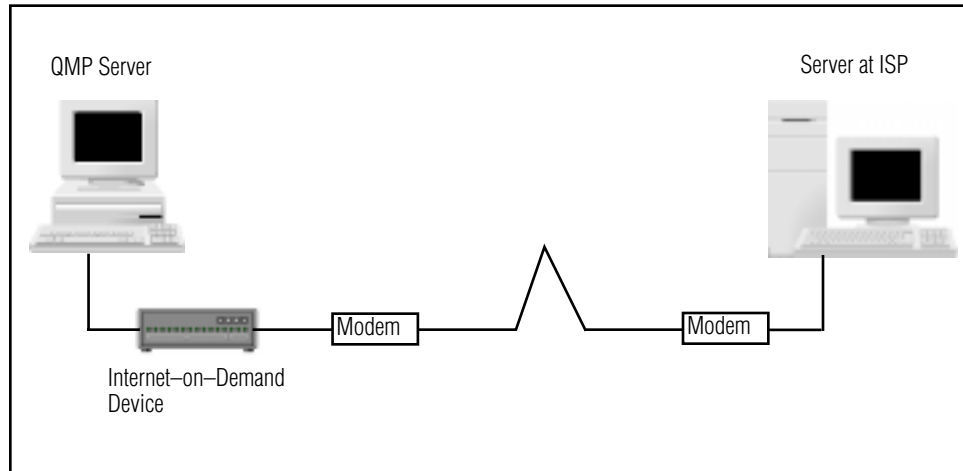 QMP Server
Server at ISP
Modem
Modem
Internet–on–Demand
Device